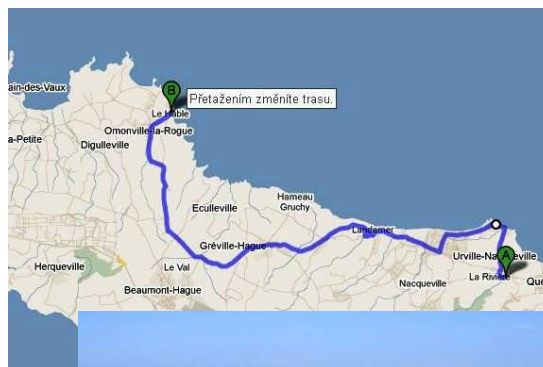 ain-des-Vaux
B
Přetažením změníte trasu.
Le Hable
Omonville-la-Rogue
a-Petite
Digulleville
Hameau
Gruchy
Eculleville
Landemer
Gréville-Hague
Urville-Nacqueville
A
Herqueville
Le Val
La Rivière
Nacqueville
Beaumont-Hague